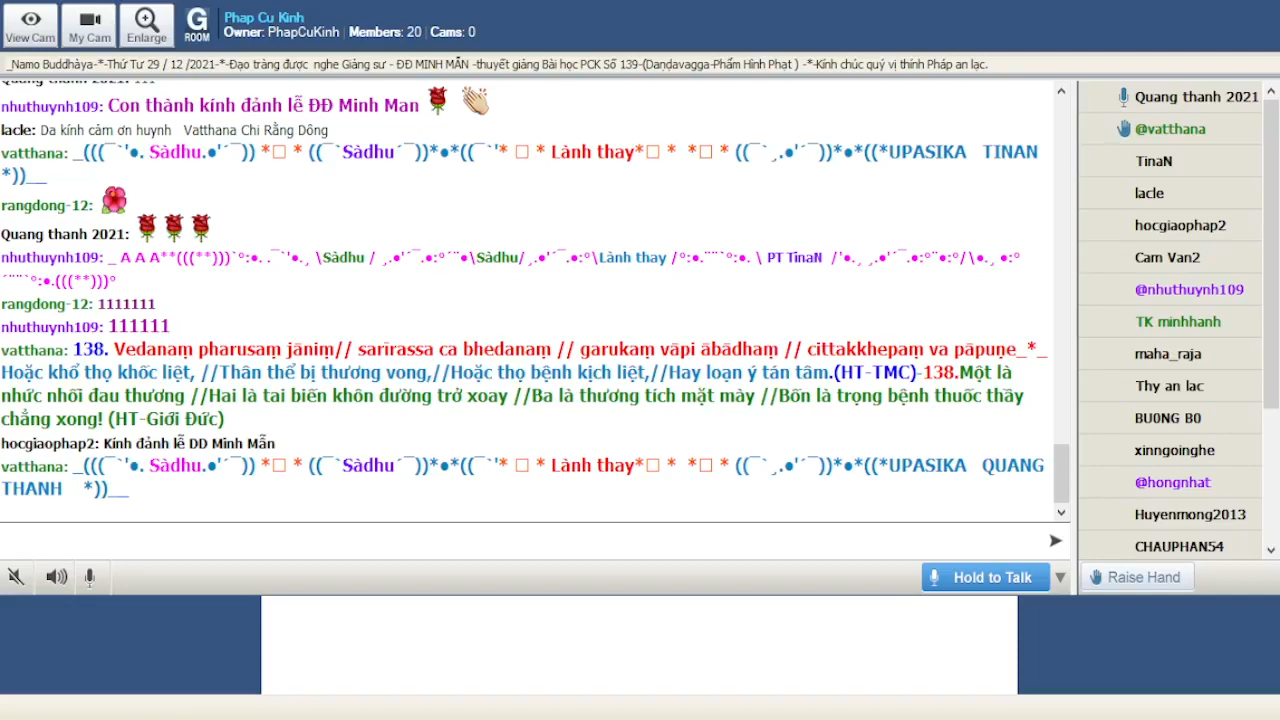 View Cam
My Cam
Enlarge
G
ROOM
Phap Cu Kinh
Owner: PhapCuKinh | Members: 20 | Cams: 0
_Namo Buddhàya-*-Thứ Tư 29 / 12 /2021-*-Đạo tràng được nghe Giảng sư - ĐĐ MINH MẪN -thuyết giảng Bài học PCK Số 139-(Daṇḍavagga-Phẩm Hình Phạt ) -*-Kính chúc quý vị thính Pháp an lạc.
Quang thanh 2021: 111
nhuthuynh109: Con thành kính đảnh lễ ĐĐ Minh Man
lacle: Da kính cảm ơn huynh Vatthana Chi Rằng Dông
vatthana: _(((¯`'•. Sàdhu.•'´¯)) *□ * ((¯`Sàdhu´¯))*•*((¯`'* □ * Lành thay*□ * *□ * ((¯`¸.•'´¯))*•*((*UPASIKA TINAN
*))__
rangdong-12:
Quang thanh 2021:
nhuthuynh109: _ A A A**(((**)))`°:•. .¯`'•.¸ \Sàdhu / ¸.•'´¯.•:°´¨•\Sàdhu/¸.•'´¯.•:°\Lành thay /°:•.¨¨`°:•. \ PT TinaN /'•.¸ ¸.•'´¯.•:°¨•:°/\•.¸ •:°
´¨¨`°:•.(((**)))°
rangdong-12: 1111111
nhuthuynh109: 111111
vatthana: 138. Vedanaṃ pharusaṃ jāniṃ// sarīrassa ca bhedanaṃ // garukaṃ vāpi ābādhaṃ // cittakkhepaṃ va pāpuṇe_*_
Hoặc khổ thọ khốc liệt, //Thân thể bị thương vong,//Hoặc thọ bệnh kịch liệt,//Hay loạn ý tán tâm.(HT-TMC)-138.Một là
nhức nhối đau thương //Hai là tai biến khôn đường trở xoay //Ba là thương tích mặt mày //Bốn là trọng bệnh thuốc thầy
chẳng xong! (HT-Giới Đức)
hocgiaophap2: Kính đảnh lễ DD Minh Mẫn
vatthana: _(((¯`'•. Sàdhu.•'´¯)) *□ * ((¯`Sàdhu´¯))*•*((¯`'* □ * Lành thay*□ * *□ * ((¯`¸.•'´¯))*•*((*UPASIKA QUANG
THANH *))__
Hold to Talk
Quang thanh 2021
@vatthana
TinaN
lacle
hocgiaophap2
Cam Van2
@nhuthuynh109
TK minhhanh
maha_raja
Thy an lac
BU0NG B0
xinngoinghe
@hongnhat
Huyenmong2013
CHAUPHAN54
Raise Hand